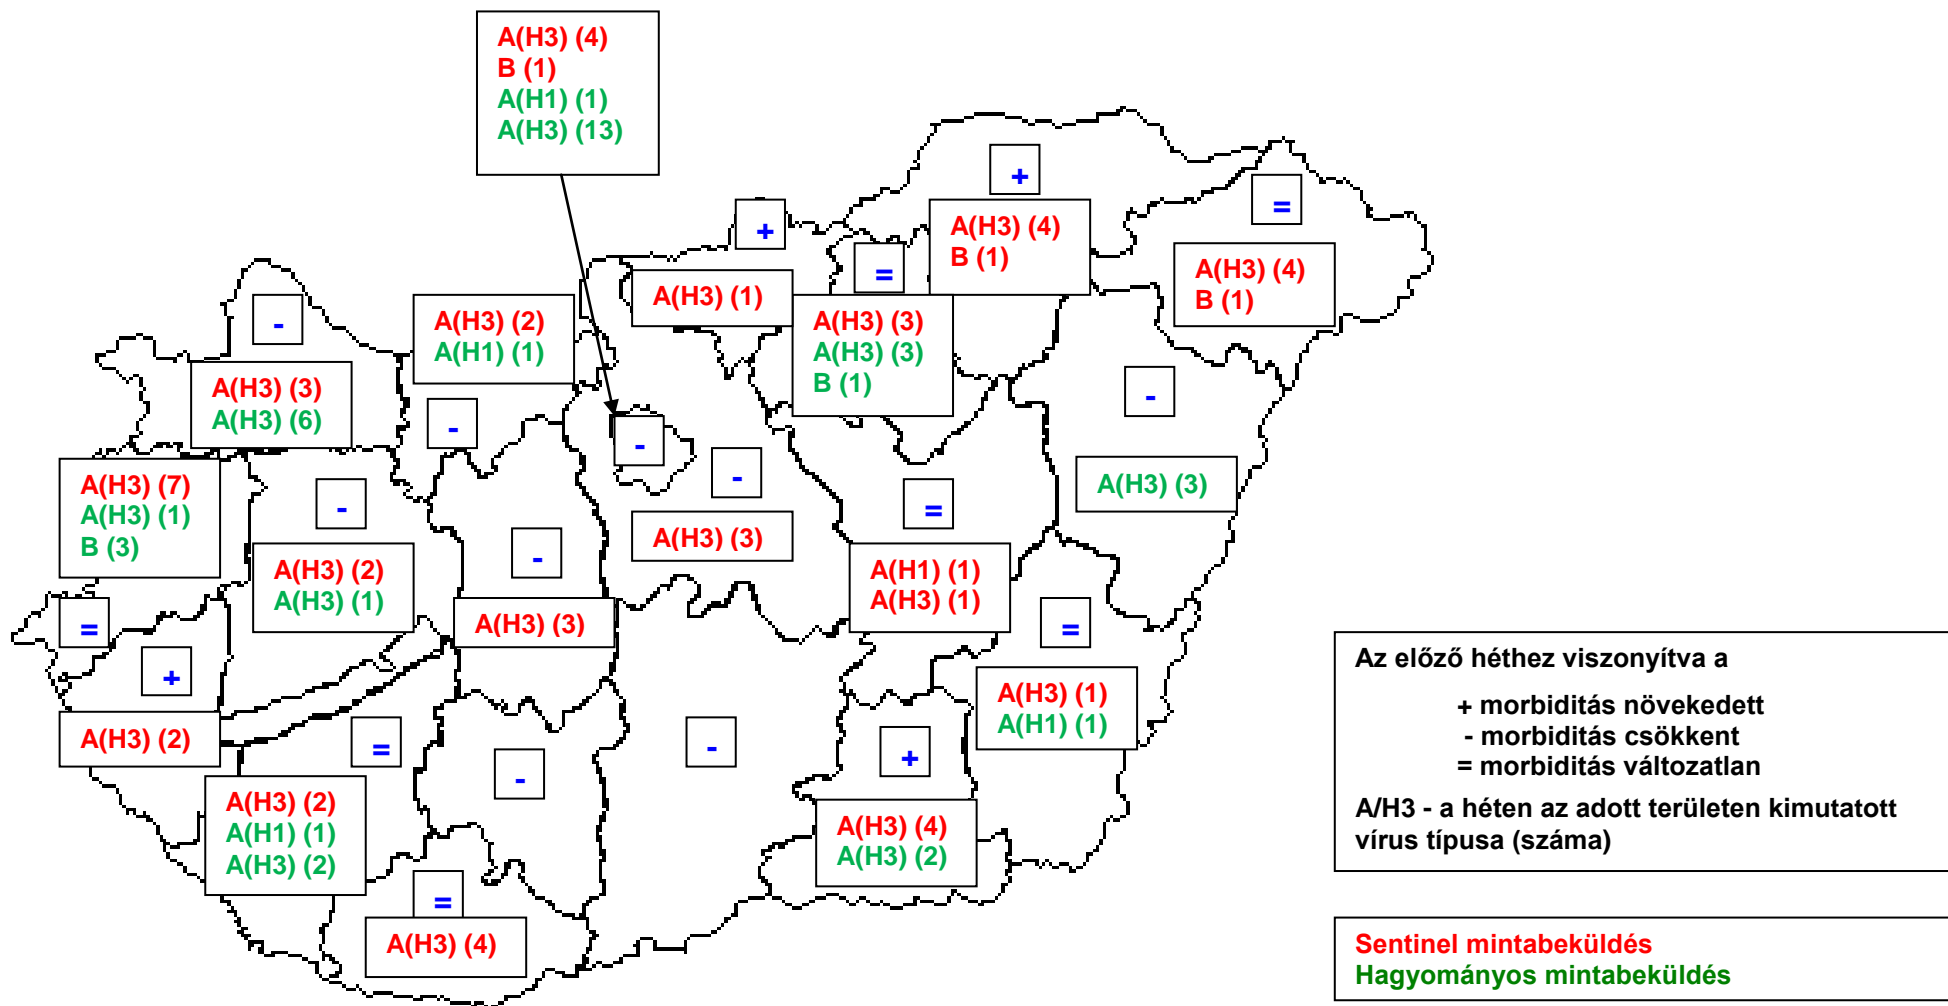 A(H3) (4)
B (1)
A(H1) (1)
A(H3) (13)
+
=
+
A(H3) (4)
B (1)
=
A(H3) (4)
B (1)
A(H3) (1)
-
A(H3) (2)
A(H1) (1)
A(H3) (3)
A(H3) (3)
B (1)
A(H3) (3)
A(H3) (6)
-
-
-
-
A(H3) (7)
A(H3) (1)
B (3)
-
=
A(H3) (3)
A(H3) (3)
-
A(H3) (2)
A(H3) (1)
A(H1) (1)
A(H3) (1)
A(H3) (3)
=
=
+
A(H3) (2)
A(H3) (1)
A(H1) (1)
=
-
-
+
A(H3) (2)
A(H1) (1)
A(H3) (2)
A(H3) (4)
A(H3) (2)
=
A(H3) (4)
Az előző héthez viszonyítva a
+ morbiditás növekedett
- morbiditás csökkent
= morbiditás változatlan
A/H3 - a héten az adott területen kimutatott
vírus típusa (száma)
Sentinel mintabeküldés
Hagyományos mintabeküldés